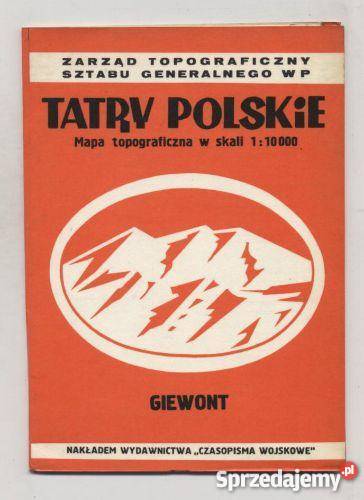 ZARZĄD TOPOGRAFICZNY
SZTABU GENERALNEGO WP
TATRY POLSKiE
Mapa topograficzna w skali 1:10 000
GIEWONT
NAKŁADEM WYDAWNICTWA „CZASOPISMA WOJSKOWE"
Sprzedajemy.pl